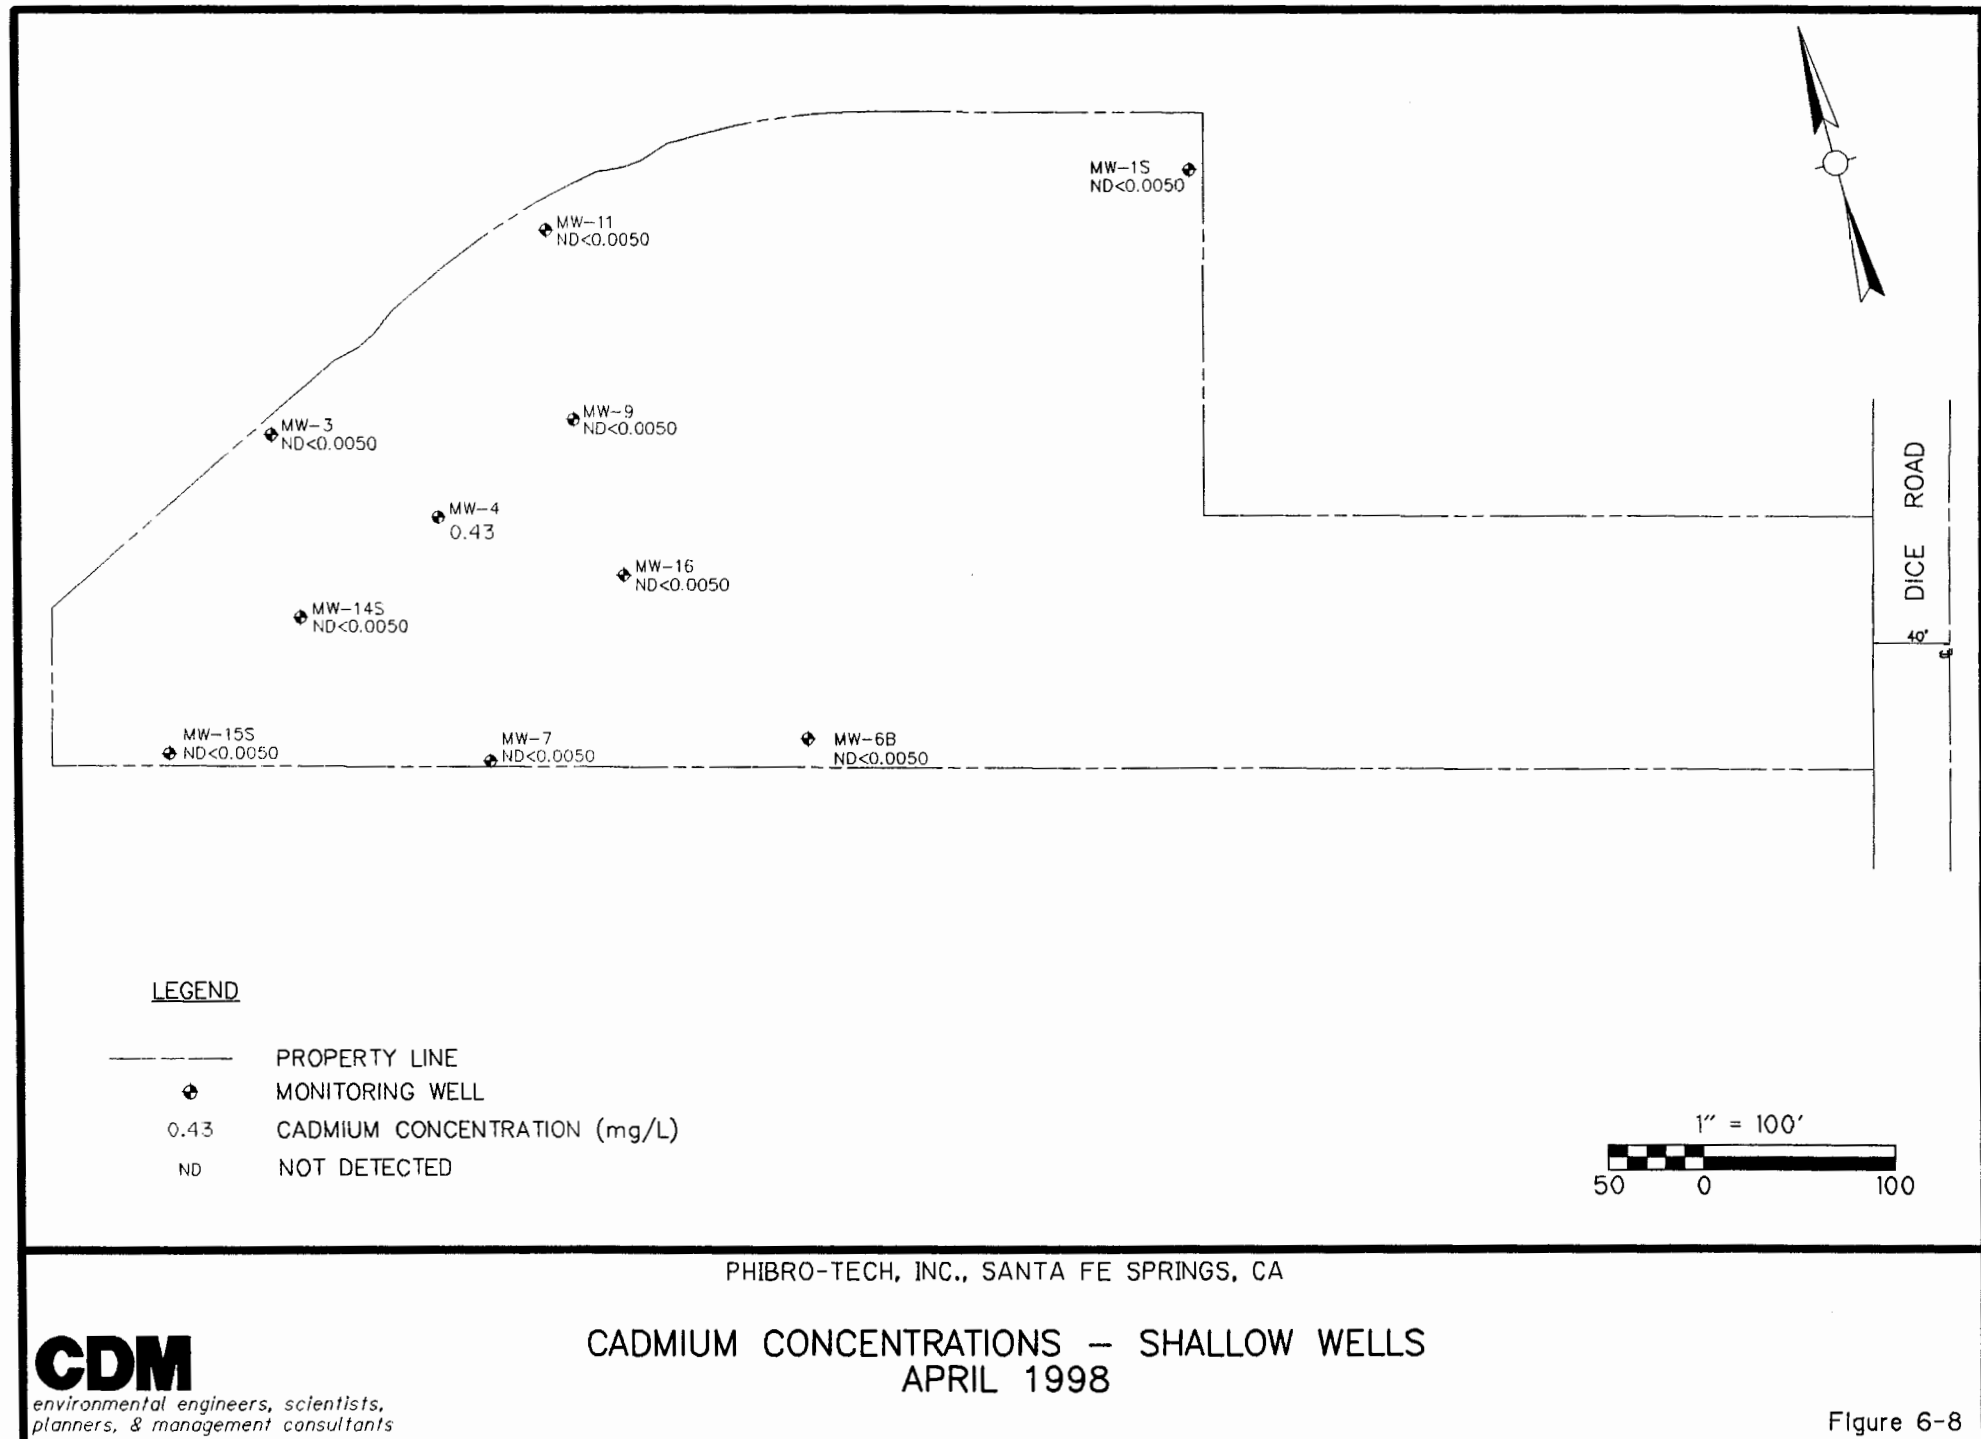 MW-1S
ND<0.0050
MW-11
ND<0.0050
MW-9
ND<0.0050
MW-3
ND<0.0050
MW-4
0.43
MW-16
ND<0.0050
MW-14S
ND<0.0050
MW-15S
ND<0.0050
MW-7
ND<0.0050
MW-6B
ND<0.0050
DICE ROAD
40'
LEGEND
PROPERTY LINE
MONITORING WELL
0.43 CADMIUM CONCENTRATION (mg/L)
ND NOT DETECTED
1" = 100'
50 0 100
PHIBRO-TECH, INC., SANTA FE SPRINGS, CA
CADMIUM CONCENTRATIONS – SHALLOW WELLS
APRIL 1998
CDM
environmental engineers, scientists,
planners, & management consultants
Figure 6-8